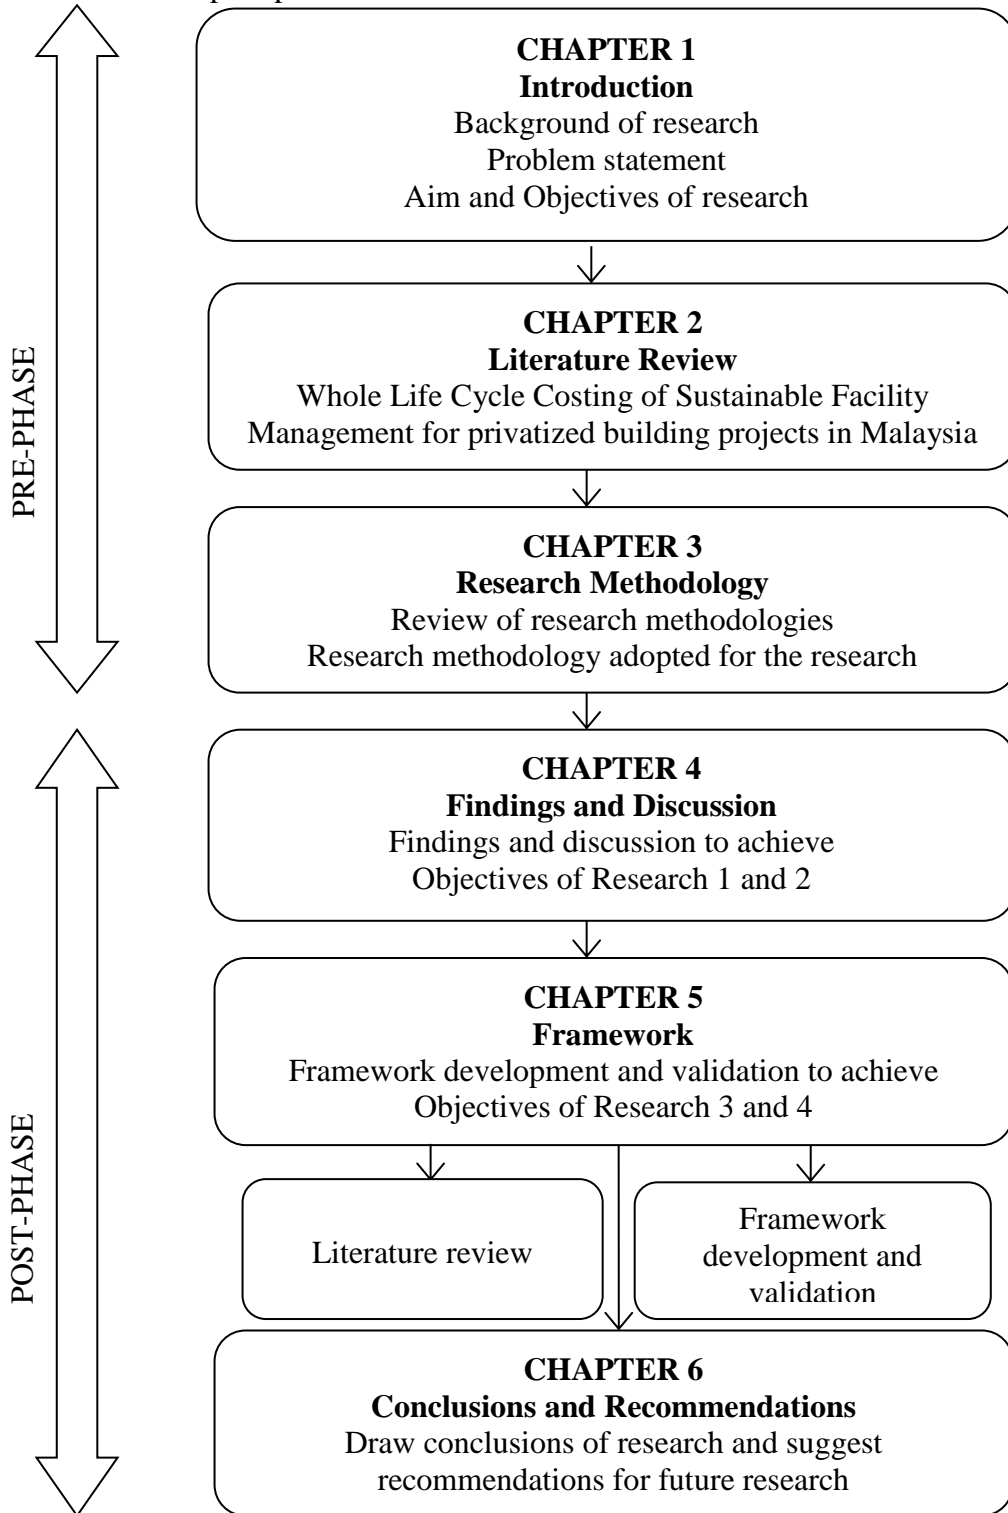 CHAPTER 1
Introduction
Background of research
Problem statement
Aim and Objectives of research
CHAPTER 2
Literature Review
Whole Life Cycle Costing of Sustainable Facility
Management for privatized building projects in Malaysia
PRE-PHASE
CHAPTER 3
Research Methodology
Review of research methodologies
Research methodology adopted for the research
CHAPTER 4
Findings and Discussion
Findings and discussion to achieve
Objectives of Research 1 and 2
CHAPTER 5
Framework
Framework development and validation to achieve
Objectives of Research 3 and 4
POST-PHASE
Literature review
Framework
development and
validation
CHAPTER 6
Conclusions and Recommendations
Draw conclusions of research and suggest
recommendations for future research